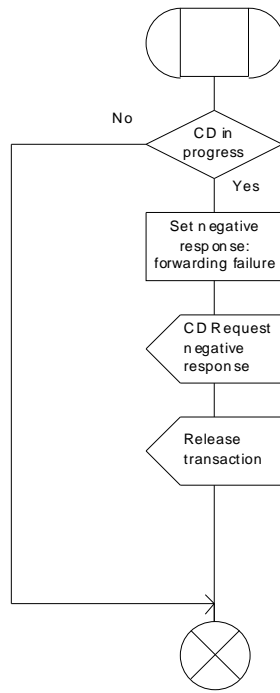 No
CD in
progress
Yes
Set negative
response:
forwarding failure
CD Request
negative
response
Release
transaction